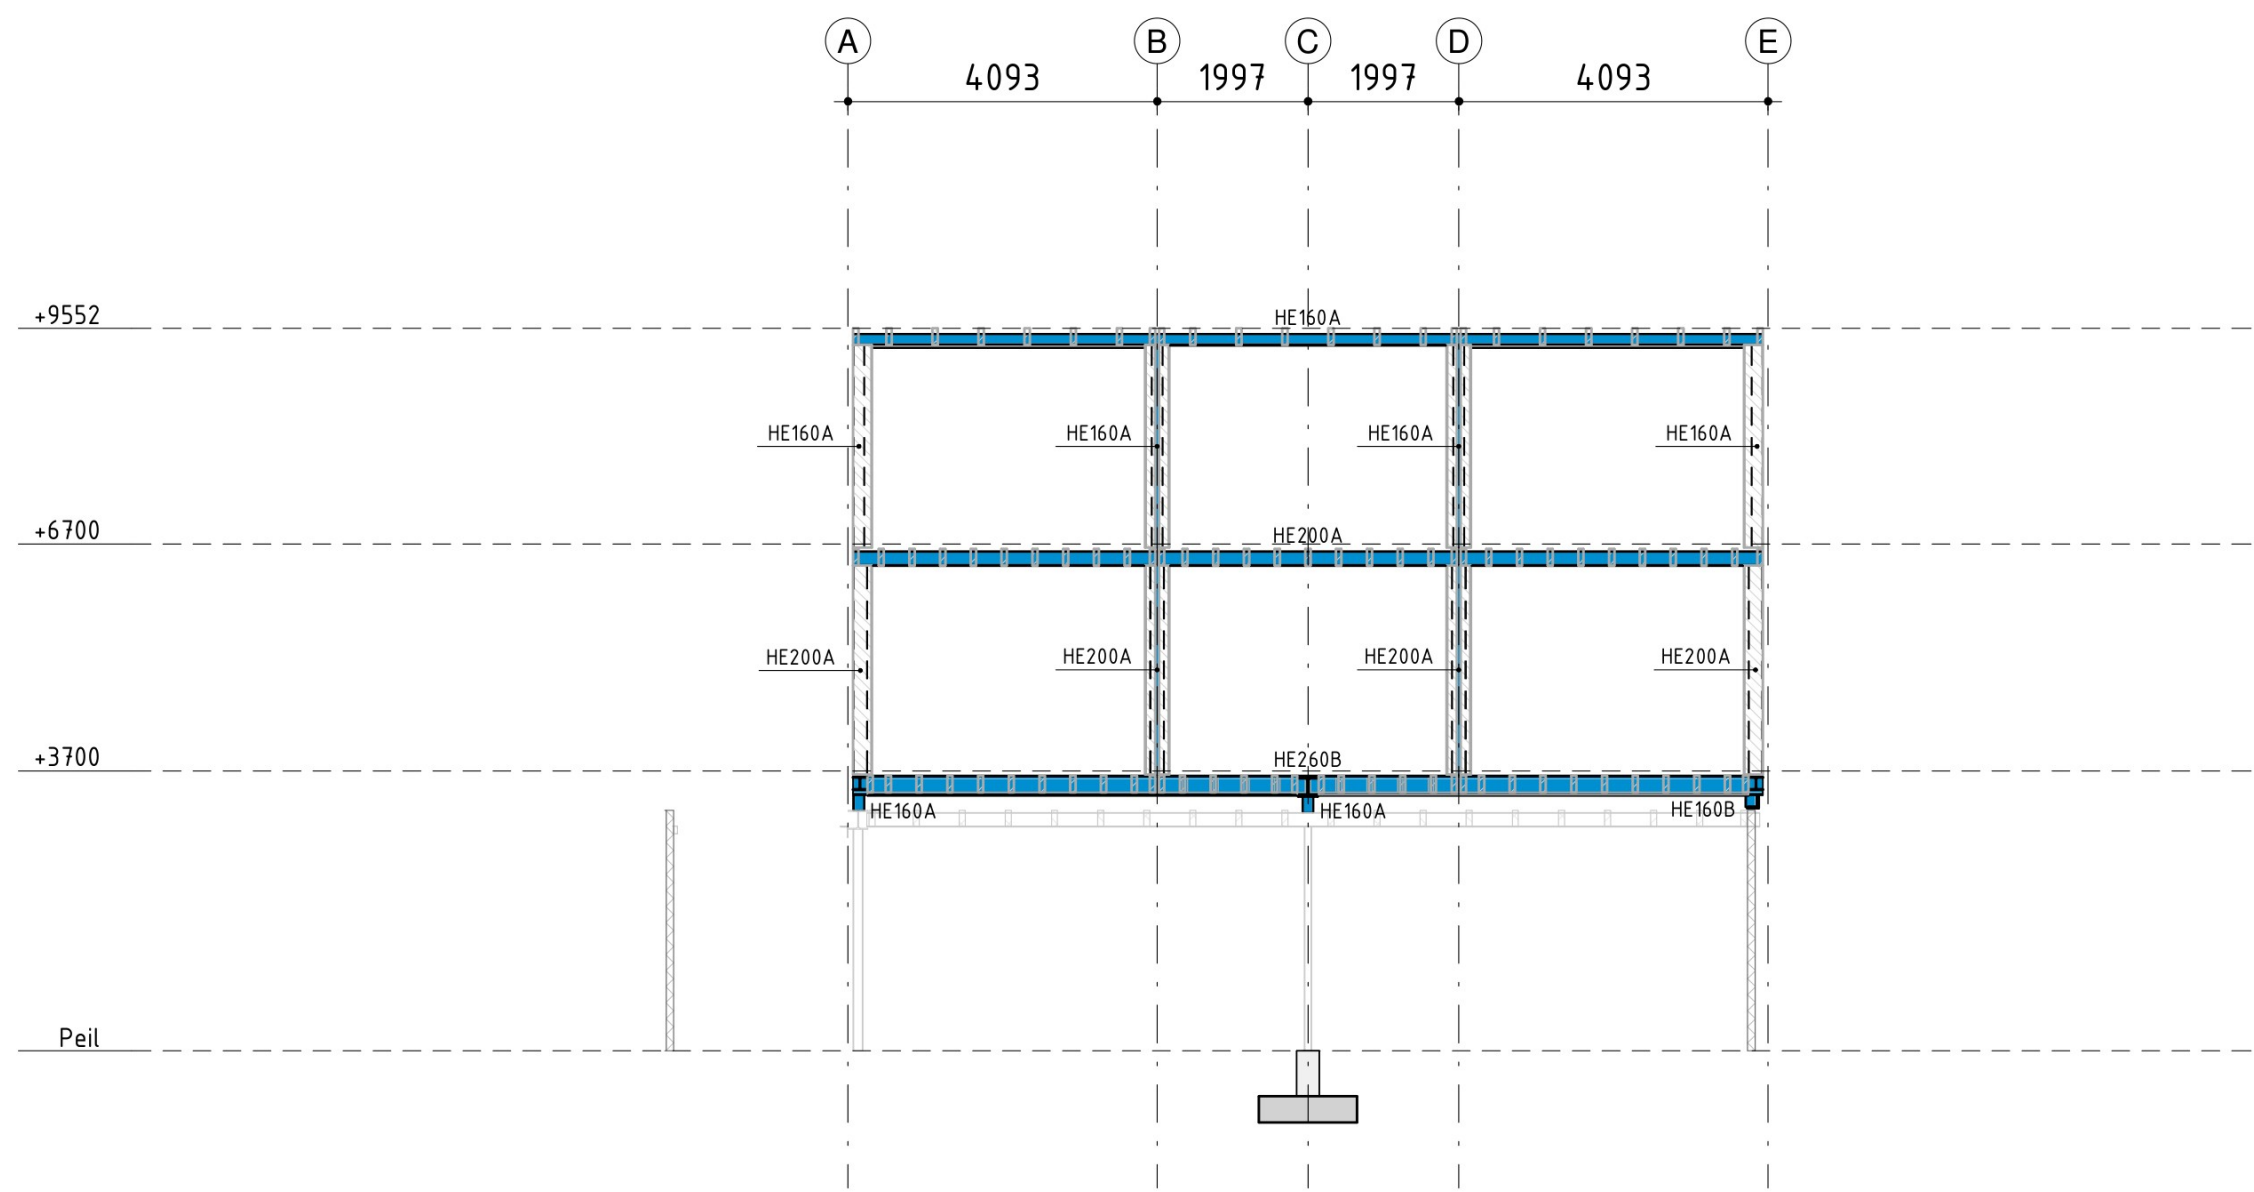 A B C D E
4093 1997 1997 4093
+9552
HE160A
HE160A HE160A HE160A HE160A
+6700
HE200A
HE200A HE200A HE200A HE200A
+3700
HE260B
HE160A HE160A HE160B
Peil